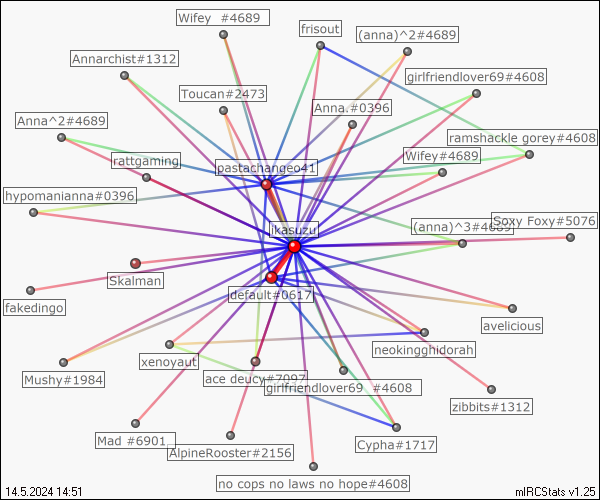 Wifey  #4689
frisout
(anna)^2#4689
Annarchist#1312
girlfriendlover69#4608
Toucan#2473
Anna.#0396
Anna^2#4689
ramshackle gorey#4608
rattgaming
pastachangeo41
Wifey#4689
hypomanianna#0396
ikasuzu
(anna)^3#4689
Soxy Foxy#5076
Skalman
default#0617
fakedingo
avelicious
neokingghidorah
xenoyaut
Mushy#1984
ace deucy#7097
girlfriendlover69  #4608
zibbits#1312
Mad #6901
AlpineRooster#2156
Cypha#1717
no cops no laws no hope#4608
14.5.2024 14:51
mIRCStats v1.25